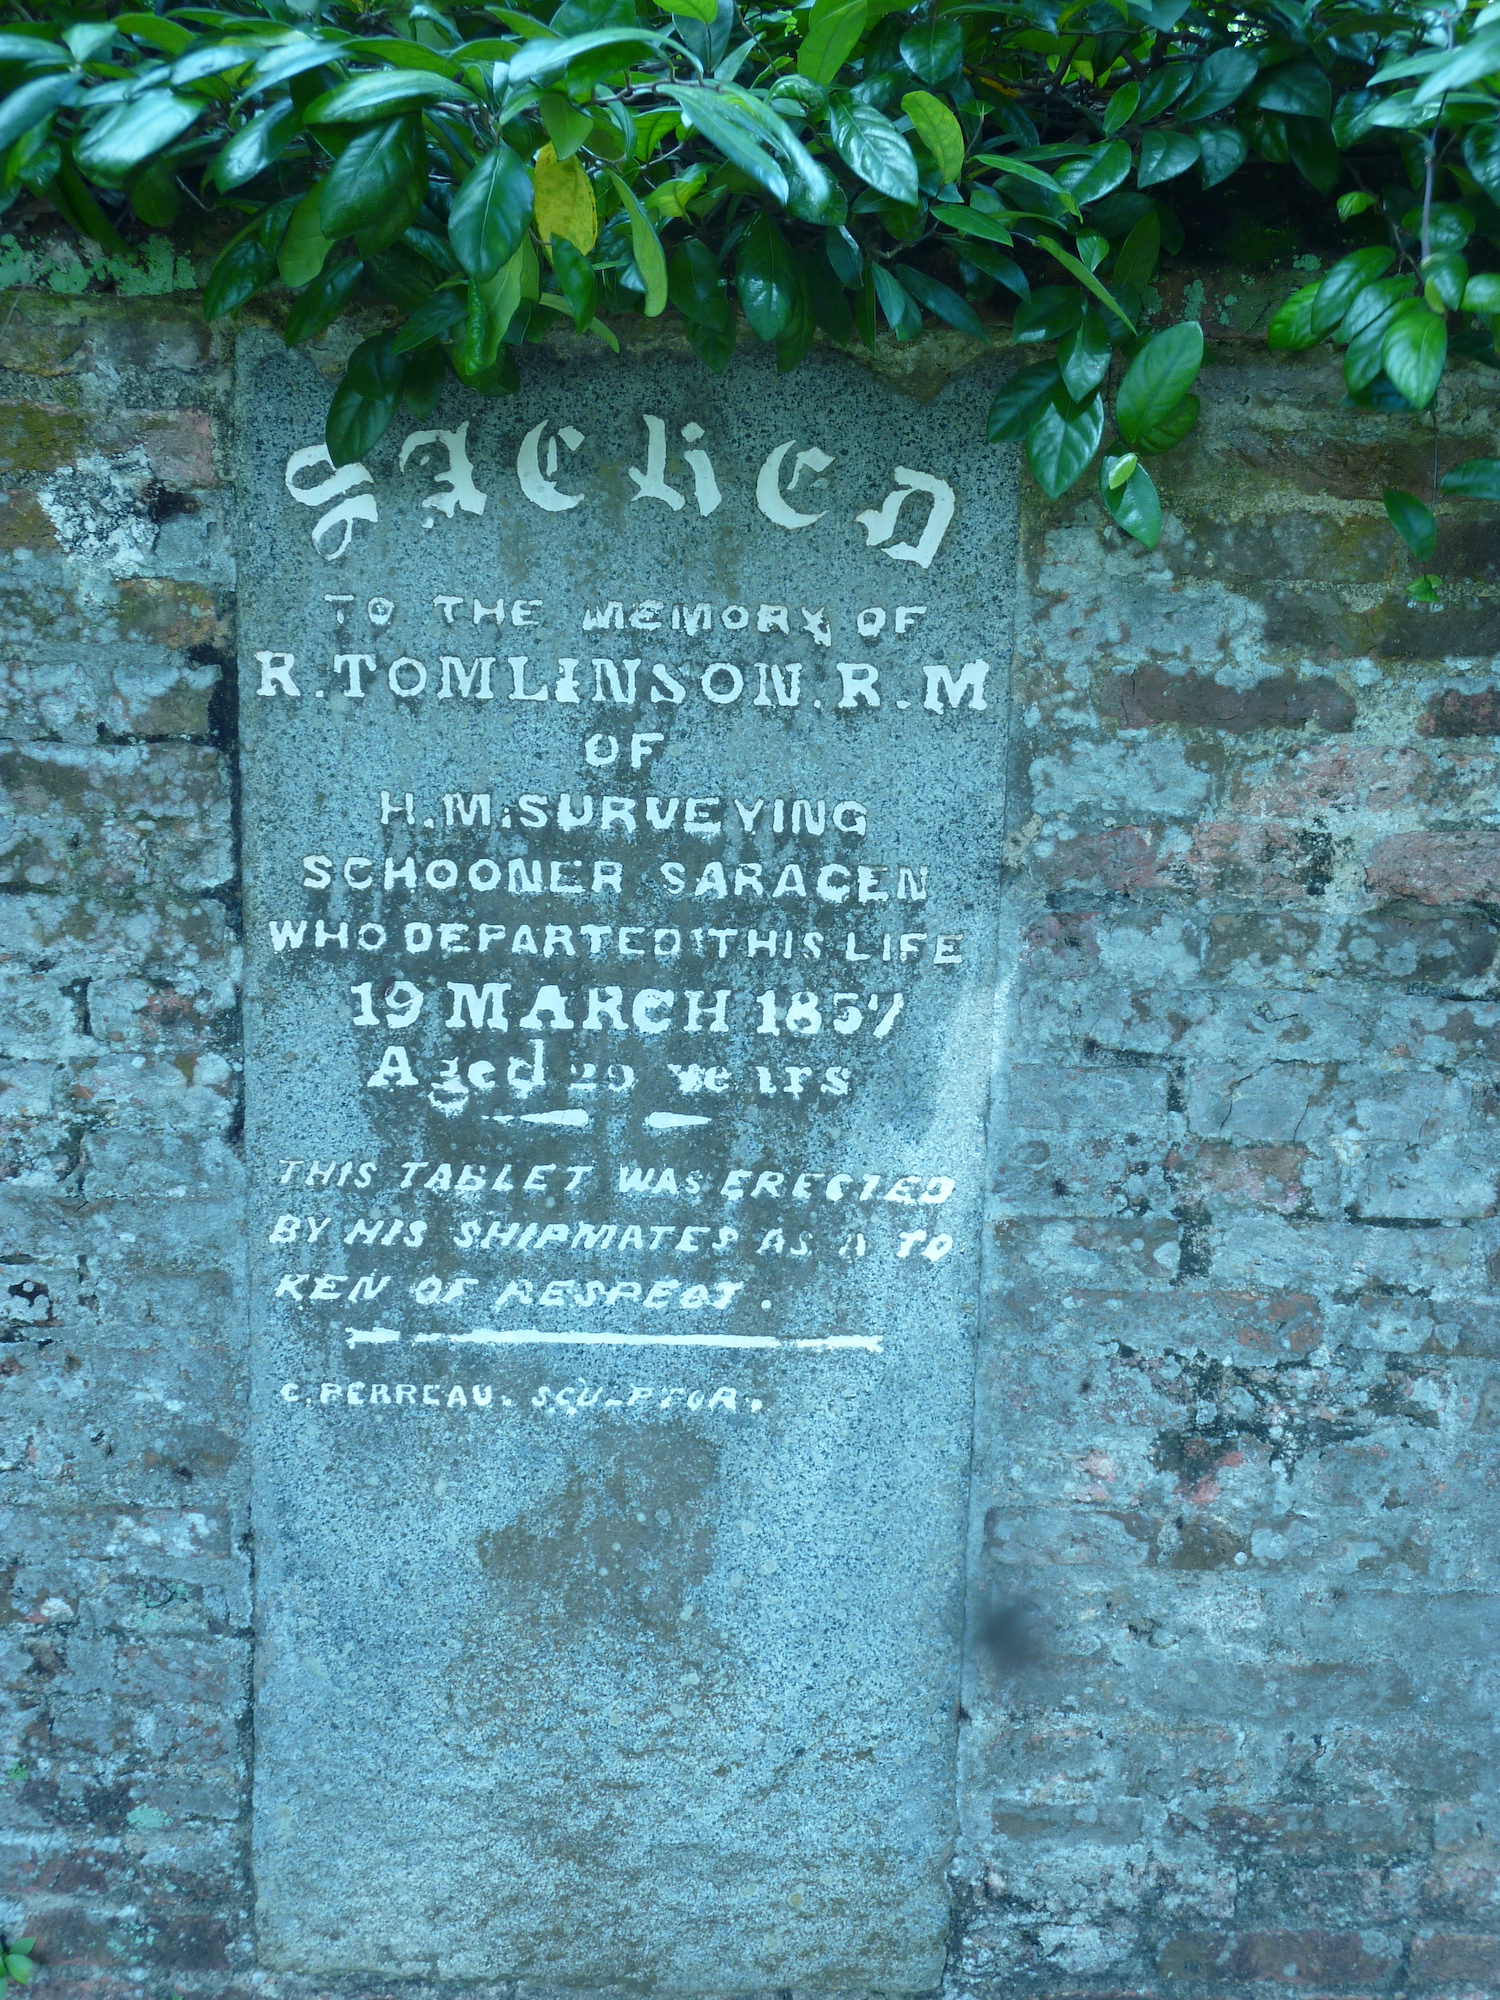 SACRED
TO THE MEMORY OF
R. TOMLINSON. R. M
OF
H. M. SURVEYING
SCHOONER SARACEN
WHO DEPARTED THIS LIFE
19 MARCH 1857
Aged years
THIS TABLET WAS ERECTED
BY HIS SHIPMATES AS A TO
KEN OF RESPECT.
C. PERREAU. SCULPTOR.